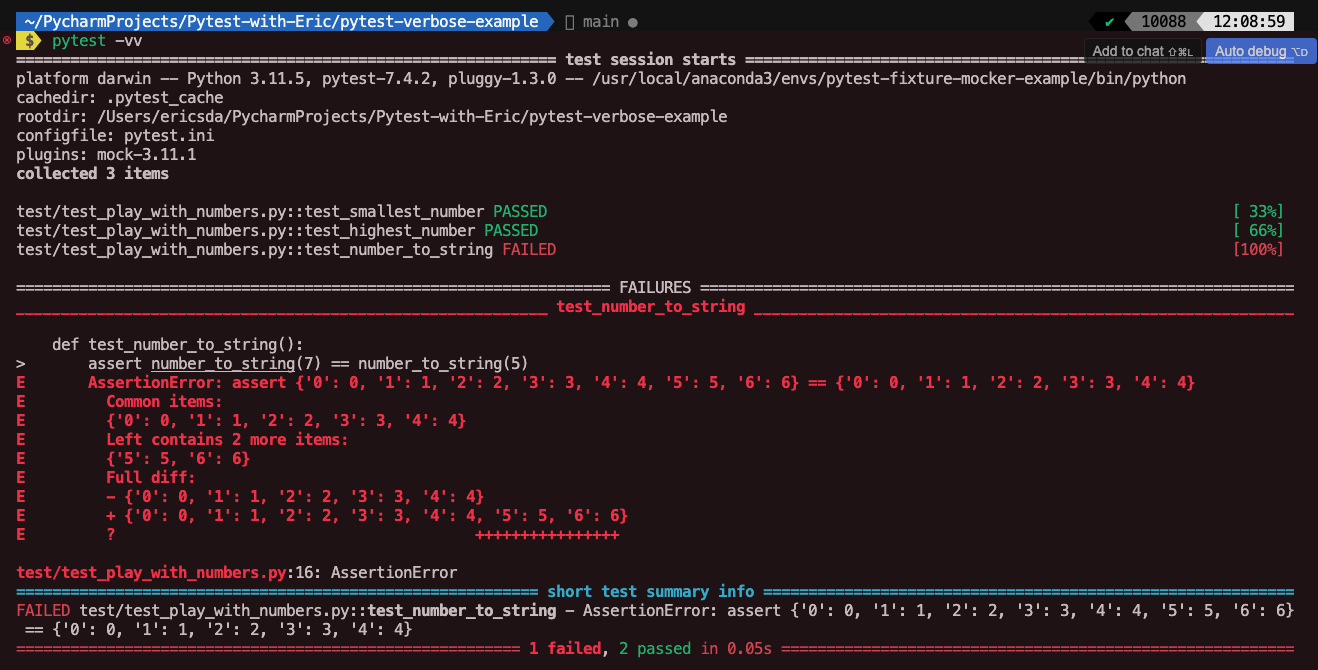 ~/PycharmProjects/Pytest-with-Eric/pytest-verbose-example main ● ✔ 10088 12:08:59
$ pytest -vv
Add to chat ⇧⌘L Auto debug ⌥D
============================================================ test session starts =============================================================
platform darwin -- Python 3.11.5, pytest-7.4.2, pluggy-1.3.0 -- /usr/local/anaconda3/envs/pytest-fixture-mocker-example/bin/python
cachedir: .pytest_cache
rootdir: /Users/ericsda/PycharmProjects/Pytest-with-Eric/pytest-verbose-example
configfile: pytest.ini
plugins: mock-3.11.1
collected 3 items
test/test_play_with_numbers.py::test_smallest_number PASSED [ 33%]
test/test_play_with_numbers.py::test_highest_number PASSED [ 66%]
test/test_play_with_numbers.py::test_number_to_string FAILED [100%]
================================================================== FAILURES ==================================================================
___________________________________________________________ test_number_to_string ____________________________________________________________
def test_number_to_string():
> assert number_to_string(7) == number_to_string(5)
E AssertionError: assert {'0': 0, '1': 1, '2': 2, '3': 3, '4': 4, '5': 5, '6': 6} == {'0': 0, '1': 1, '2': 2, '3': 3, '4': 4}
E Common items:
E {'0': 0, '1': 1, '2': 2, '3': 3, '4': 4}
E Left contains 2 more items:
E {'5': 5, '6': 6}
E Full diff:
E - {'0': 0, '1': 1, '2': 2, '3': 3, '4': 4}
E + {'0': 0, '1': 1, '2': 2, '3': 3, '4': 4, '5': 5, '6': 6}
E ? ++++++++++++++++
test/test_play_with_numbers.py:16: AssertionError
========================================================== short test summary info ===========================================================
FAILED test/test_play_with_numbers.py::test_number_to_string - AssertionError: assert {'0': 0, '1': 1, '2': 2, '3': 3, '4': 4, '5': 5, '6': 6}
== {'0': 0, '1': 1, '2': 2, '3': 3, '4': 4}
======================================================== 1 failed, 2 passed in 0.05s =========================================================